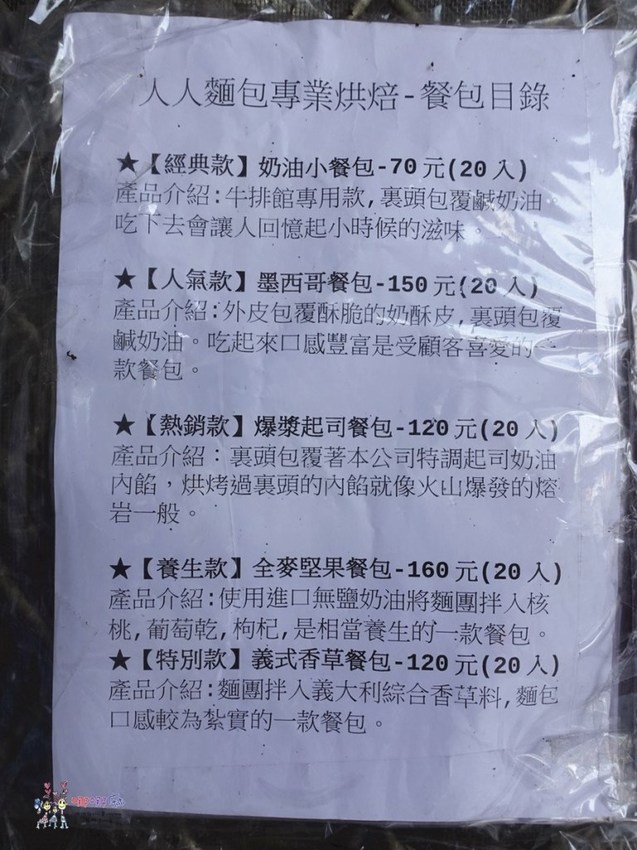 人人麵包專業烘焙-餐包目錄
★【經典款】奶油小餐包-70元(20入)
產品介紹:牛排館專用款,裏頭包覆鹹奶油。
吃下去會讓人回憶起小時候的滋味。
★【人氣款】墨西哥餐包-150元(20入)
產品介紹:外皮包覆酥脆的奶酥皮,裏頭包覆
鹹奶油。吃起來口感豐富是受顧客喜愛的一
款餐包。
★【熱銷款】爆漿起司餐包-120元(20入)
產品介紹：裏頭包覆著本公司特調起司奶油
內餡，烘烤過裏頭的內餡就像火山爆發的熔
岩一般。
★【養生款】全麥堅果餐包-160元(20入)
產品介紹:使用進口無鹽奶油將麵團拌入核
桃,葡萄乾,枸杞,是相當養生的一款餐包。
★【特別款】義式香草餐包-120元(20入)
產品介紹:麵團拌入義大利綜合香草料,麵包
口感較為紮實的一款餐包。